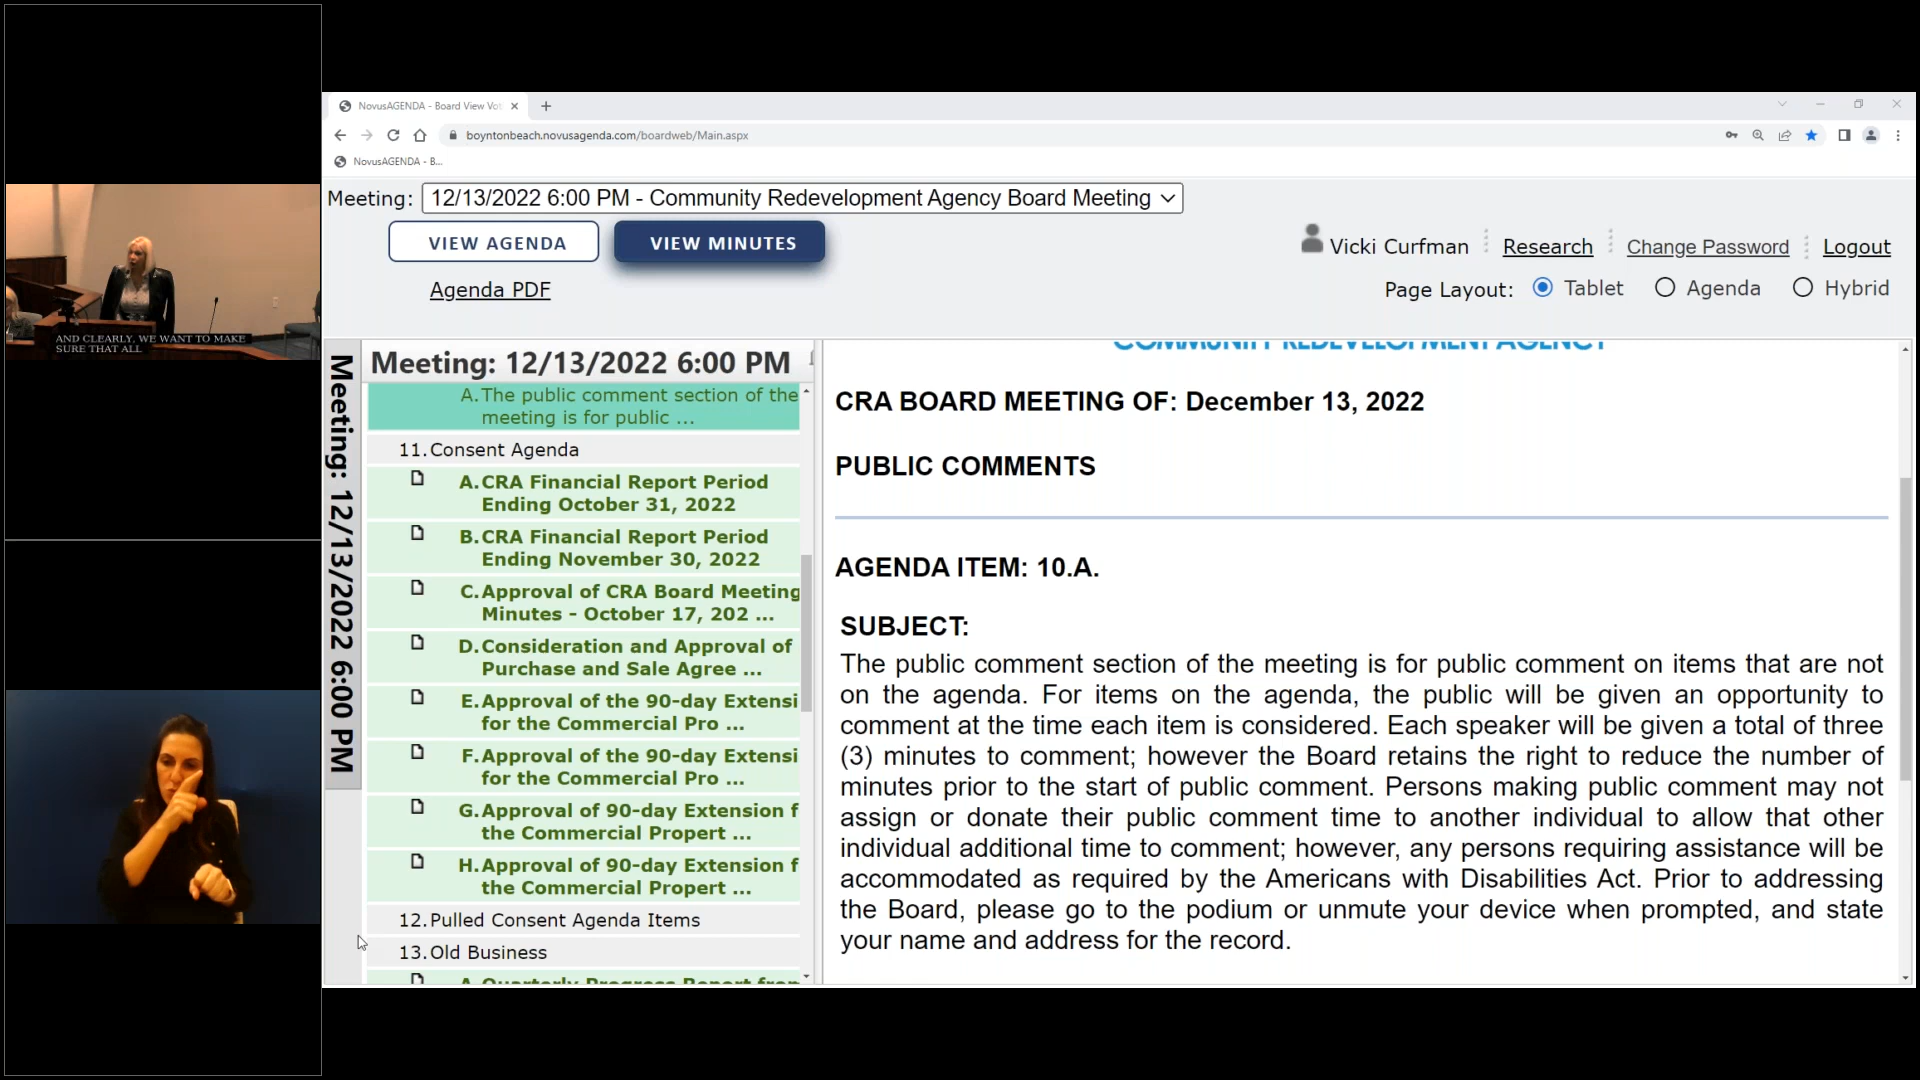 NovusAGENDA - Board View Vot
boyntonbeach.novusagenda.com/boardweb/Main.aspx
NovusAGENDA - B...
Meeting: 12/13/2022 6:00 PM - Community Redevelopment Agency Board Meeting
VIEW AGENDA
VIEW MINUTES
Agenda PDF
Vicki Curfman
Research
Change Password
Logout
Page Layout: Tablet Agenda Hybrid
AND CLEARLY, WE WANT TO MAKE
SURE THAT ALL
Meeting: 12/13/2022 6:00 PM
Meeting: 12/13/2022 6:00 PM
A. The public comment section of the
meeting is for public ...
11. Consent Agenda
A. CRA Financial Report Period
Ending October 31, 2022
B. CRA Financial Report Period
Ending November 30, 2022
C. Approval of CRA Board Meeting
Minutes - October 17, 202 ...
D. Consideration and Approval of
Purchase and Sale Agree ...
E. Approval of the 90-day Extensi
for the Commercial Pro ...
F. Approval of the 90-day Extensi
for the Commercial Pro ...
G. Approval of 90-day Extension f
the Commercial Propert ...
H. Approval of 90-day Extension f
the Commercial Propert ...
12. Pulled Consent Agenda Items
13. Old Business
A. Quarterly Progress Report from
COMMUNITY REDEVELOPMENT AGENCY
CRA BOARD MEETING OF: December 13, 2022
PUBLIC COMMENTS
AGENDA ITEM: 10.A.
SUBJECT:
The public comment section of the meeting is for public comment on items that are not
on the agenda. For items on the agenda, the public will be given an opportunity to
comment at the time each item is considered. Each speaker will be given a total of three
(3) minutes to comment; however the Board retains the right to reduce the number of
minutes prior to the start of public comment. Persons making public comment may not
assign or donate their public comment time to another individual to allow that other
individual additional time to comment; however, any persons requiring assistance will be
accommodated as required by the Americans with Disabilities Act. Prior to addressing
the Board, please go to the podium or unmute your device when prompted, and state
your name and address for the record.